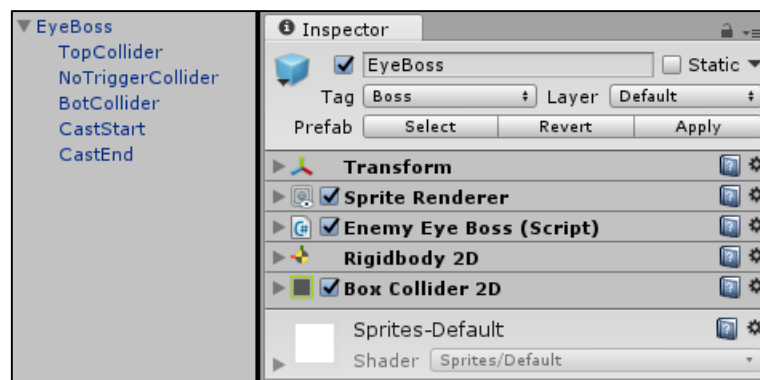 EyeBoss
TopCollider
NoTriggerCollider
BotCollider
CastStart
CastEnd
Inspector
EyeBoss Static
Tag Boss Layer Default
Prefab Select Revert Apply
Transform
Sprite Renderer
Enemy Eye Boss (Script)
Rigidbody 2D
Box Collider 2D
Sprites-Default
Shader Sprites/Default